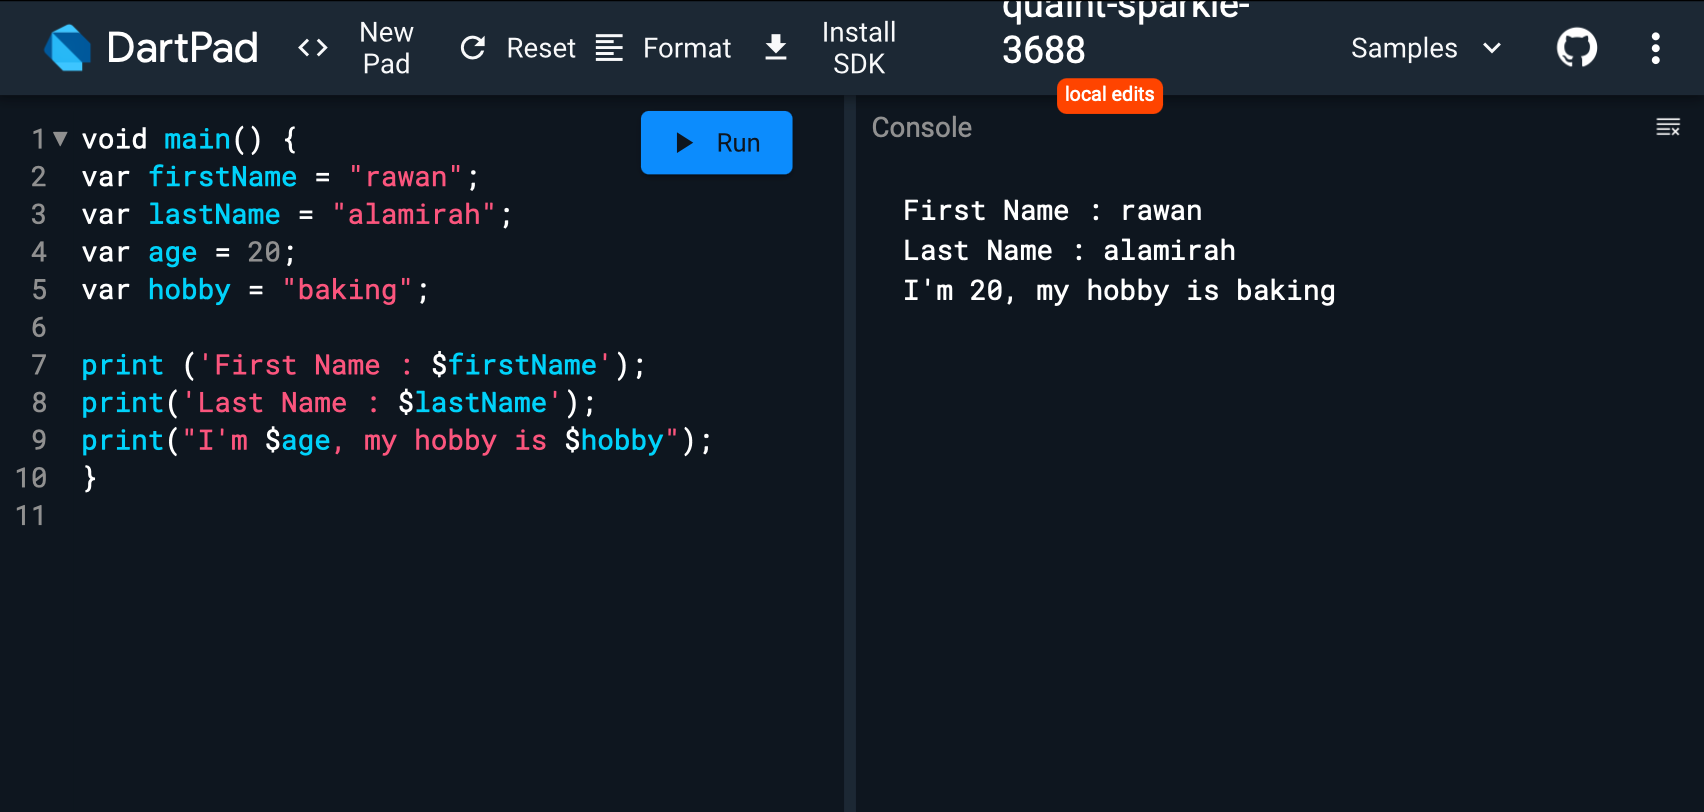 DartPad
<>
New
Pad
Reset
Format
Install
SDK
quaint-sparkle-
3688
local edits
Samples
1 void main() {
2 var firstName = "rawan";
3 var lastName = "alamirah";
4 var age = 20;
5 var hobby = "baking";
6
7 print ('First Name : $firstName');
8 print('Last Name : $lastName');
9 print("I'm $age, my hobby is $hobby");
10 }
11
Run
Console
First Name : rawan
Last Name : alamirah
I'm 20, my hobby is baking